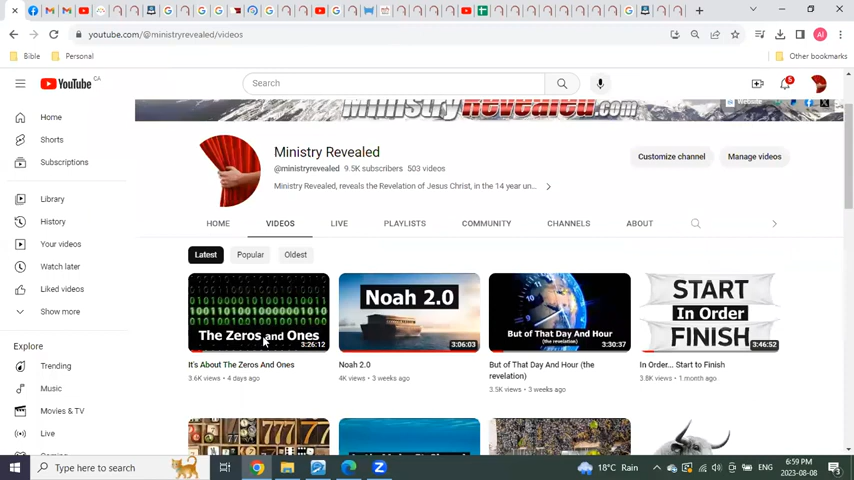 youtube.com/@ministryrevealed/videos
Bible
Personal
Other bookmarks
YouTube CA
Search
5
AI
Home
Shorts
Subscriptions
Library
History
Your videos
Watch later
Liked videos
Show more
Explore
Trending
Music
Movies & TV
Live
MinistryRevealed.com
Website
Ministry Revealed
@ministryrevealed 9.5K subscribers 503 videos
Ministry Revealed, reveals the Revelation of Jesus Christ, in the 14 year un...
Customize channel
Manage videos
HOME
VIDEOS
LIVE
PLAYLISTS
COMMUNITY
CHANNELS
ABOUT
Latest
Popular
Oldest
The Zeros and Ones
3:26:12
It's About The Zeros And Ones
3.6K views • 4 days ago
Noah 2.0
3:06:03
Noah 2.0
4K views • 3 weeks ago
But of That Day And Hour
(the revelation)
3:30:37
But of That Day And Hour (the
revelation)
3.5K views • 3 weeks ago
START
In Order
FINISH
3:46:52
In Order... Start to Finish
3.8K views • 1 month ago
Type here to search
18°C Rain
ENG
6:59 PM
2023-08-08
3